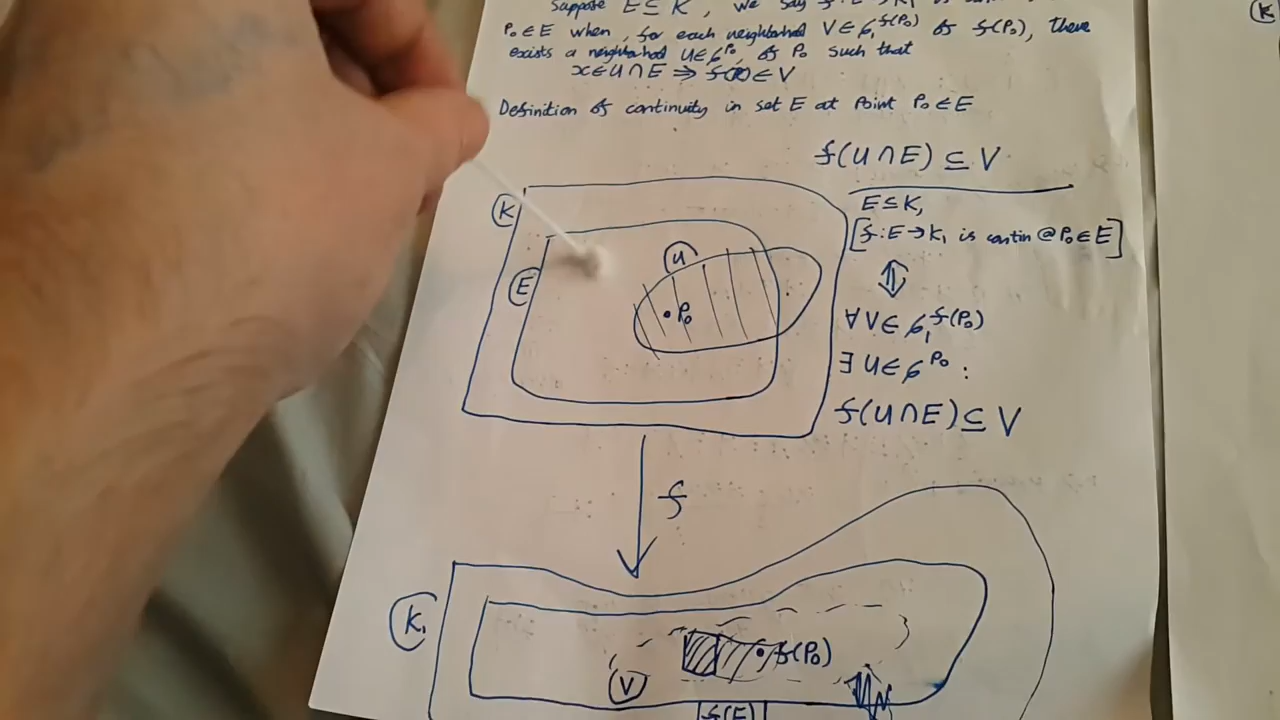 Suppose E ⊆ K, we say f: E → K₁
P₀ ∈ E when, for each neighborhood V ∈ 𝒢₁^f(P₀) of f(P₀), there
exists a neighborhood U ∈ 𝒢^P₀ of P₀ such that
x ∈ U ∩ E ⇒ f(x) ∈ V
Definition of continuity in set E at Point P₀ ∈ E
f(U ∩ E) ⊆ V
E ⊆ K,
[f: E → K₁ is contin @ P₀ ∈ E]
⇕
∀ V ∈ 𝒢₁^f(P₀)
∃ U ∈ 𝒢^P₀ :
f(U ∩ E) ⊆ V
K
E
U
P₀
f
K₁
V
f(P₀)
f(E)
K